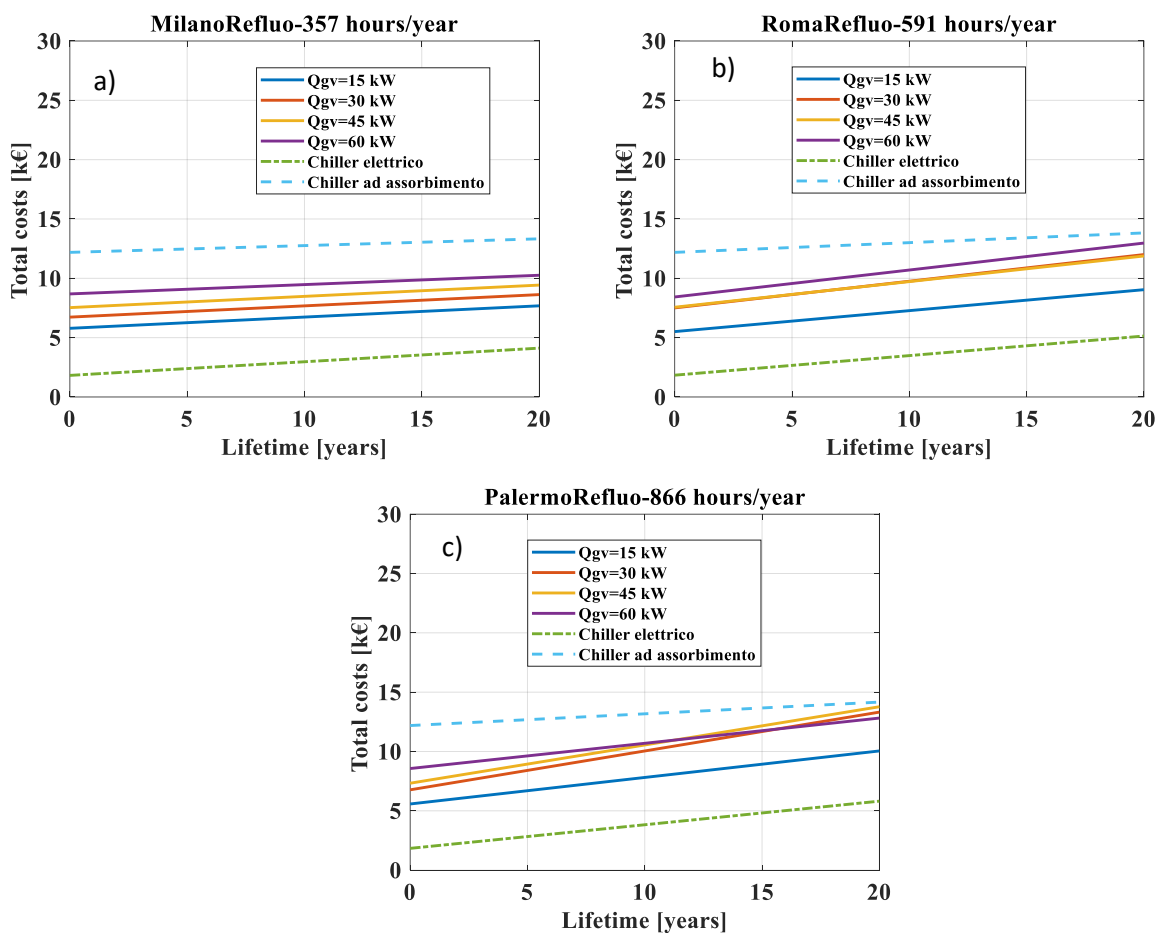 MilanoRefluo-357 hours/year
a)
Qgv=15 kW
Qgv=30 kW
Qgv=45 kW
Qgv=60 kW
Chiller elettrico
Chiller ad assorbimento
Total costs [k€]
30
25
20
15
10
5
0
0 5 10 15 20
Lifetime [years]
RomaRefluo-591 hours/year
b)
Qgv=15 kW
Qgv=30 kW
Qgv=45 kW
Qgv=60 kW
Chiller elettrico
Chiller ad assorbimento
Total costs [k€]
30
25
20
15
10
5
0
0 5 10 15 20
Lifetime [years]
PalermoRefluo-866 hours/year
c)
Qgv=15 kW
Qgv=30 kW
Qgv=45 kW
Qgv=60 kW
Chiller elettrico
Chiller ad assorbimento
Total costs [k€]
30
25
20
15
10
5
0
0 5 10 15 20
Lifetime [years]